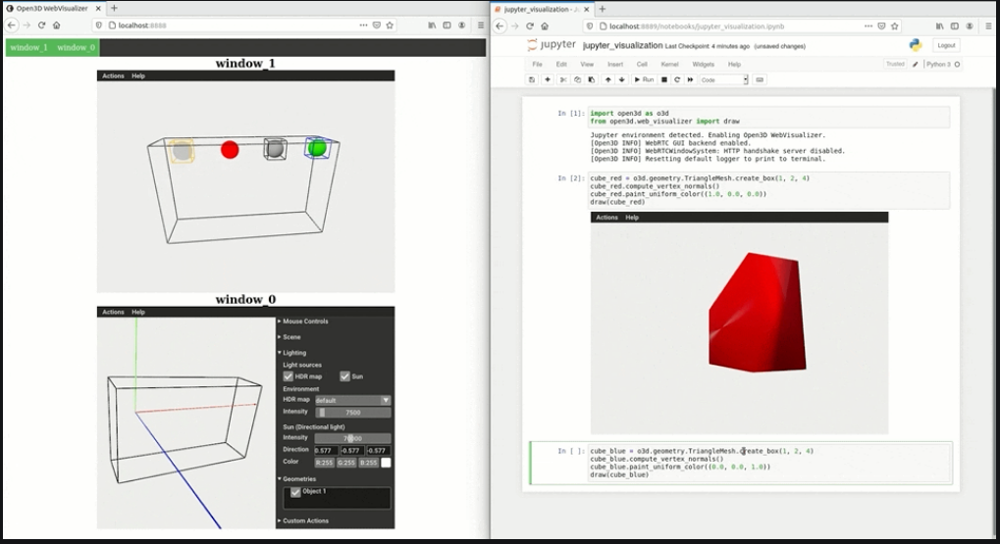 Open3D WebVisualizer
localhost:8888
window_1 window_0
window_1
Actions Help
window_0
Actions Help
Mouse Controls
Scene
Lighting
Light sources
HDR map Sun
Environment
HDR map default
Intensity 7500
Sun (Directional light)
Intensity
Direction 0.577 -0.577 -0.577
Color R:255 G:255 B:255
Geometries
Object 1
Custom Actions
jupyter_visualization -
localhost:8889/notebooks/jupyter_visualization.ipynb
jupyter jupyter_visualization Last Checkpoint: 4 minutes ago (unsaved changes)
Logout
File Edit View Insert Cell Kernel Widgets Help
Trusted Python 3
Run Code
In [1]: import open3d as o3d
from open3d.web_visualizer import draw
Jupyter environment detected. Enabling Open3D WebVisualizer.
[Open3D INFO] WebRTC GUI backend enabled.
[Open3D INFO] WebRTCWindowSystem: HTTP handshake server disabled.
[Open3D INFO] Resetting default logger to print to terminal.
In [2]: cube_red = o3d.geometry.TriangleMesh.create_box(1, 2, 4)
cube_red.compute_vertex_normals()
cube_red.paint_uniform_color((1.0, 0.0, 0.0))
draw(cube_red)
Actions Help
In [ ]: cube_blue = o3d.geometry.TriangleMesh.create_box(1, 2, 4)
cube_blue.compute_vertex_normals()
cube_blue.paint_uniform_color((0.0, 0.0, 1.0))
draw(cube_blue)